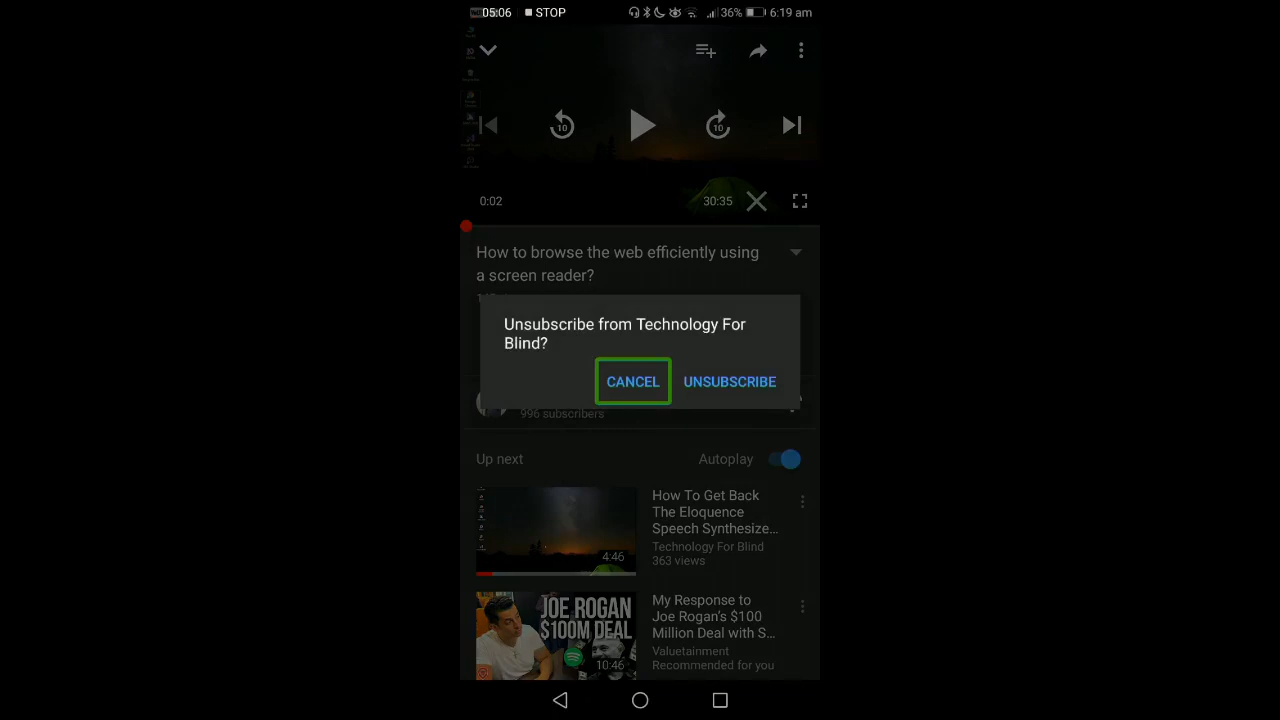 05:06 STOP 36% 6:19 am
10 10
0:02 30:35
How to browse the web efficiently using
a screen reader?
Unsubscribe from Technology For
Blind?
CANCEL UNSUBSCRIBE
996 subscribers
Up next Autoplay
How To Get Back
The Eloquence
Speech Synthesize...
4:46
Technology For Blind
363 views
JOE ROGAN
$100M DEAL
10:46
My Response to
Joe Rogan's $100
Million Deal with S...
Valuetainment
Recommended for you